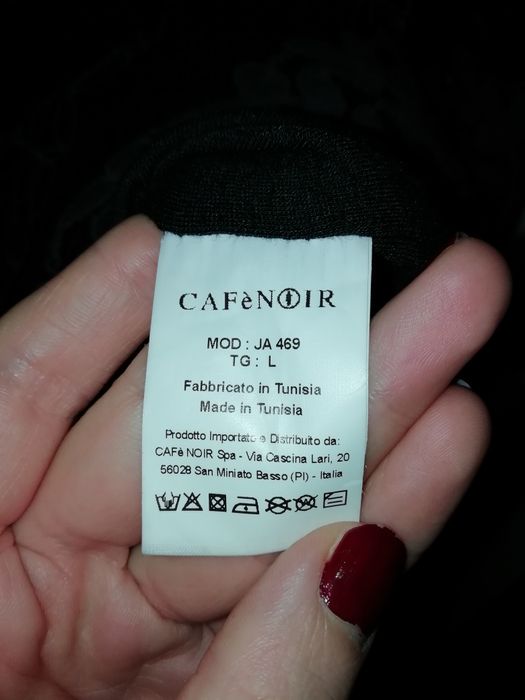 CAFèNOIR
MOD : JA 469
TG : L
Fabbricato in Tunisia
Made in Tunisia
Prodotto Importato e Distribuito da:
CAFè NOIR Spa - Via Cascina Lari, 20
56028 San Miniato Basso (PI) - Italia